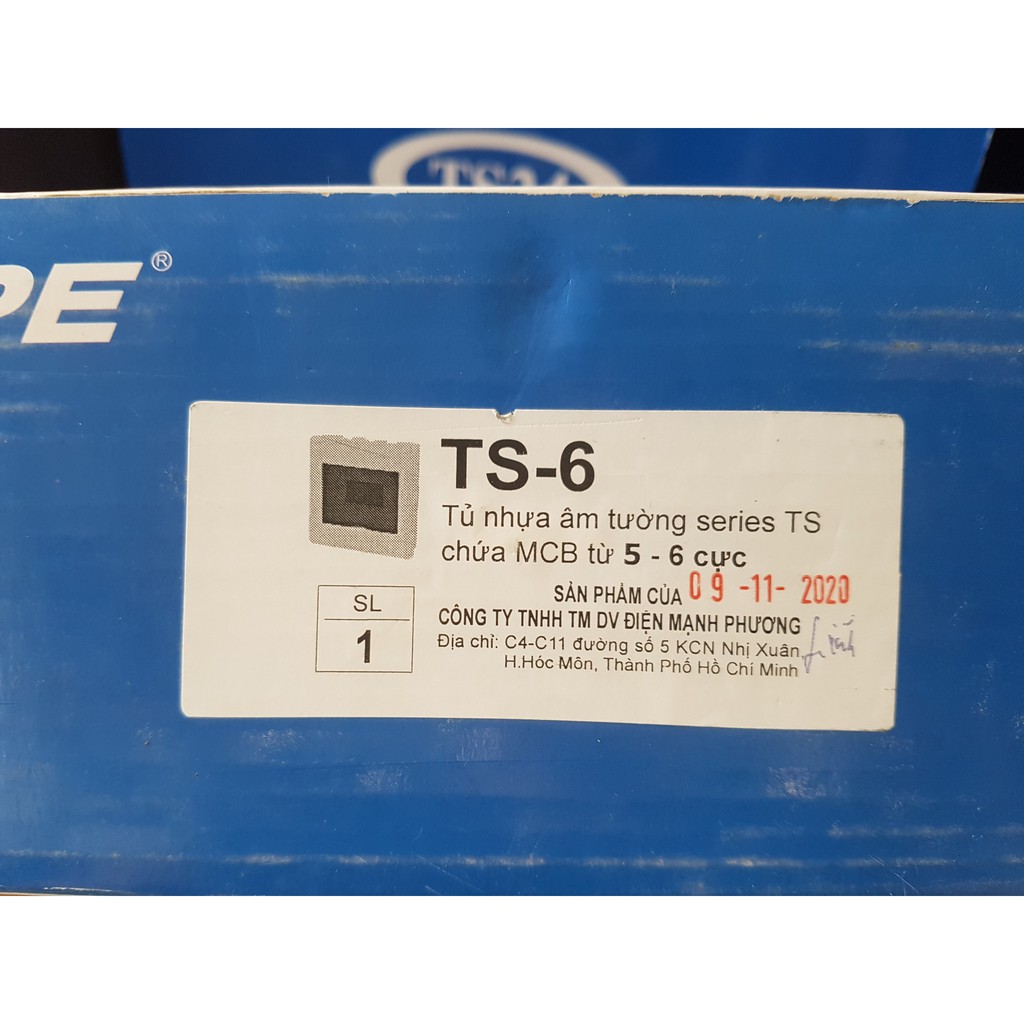 PE®
TS-6
Tủ nhựa âm tường series TS
chứa MCB từ 5 - 6 cực
SẢN PHẨM CỦA 09 -11- 2020
SL
1
CÔNG TY TNHH TM DV ĐIỆN MẠNH PHƯƠNG
Địa chỉ: C4-C11 đường số 5 KCN Nhị Xuân,
H.Hóc Môn, Thành Phố Hồ Chí Minh